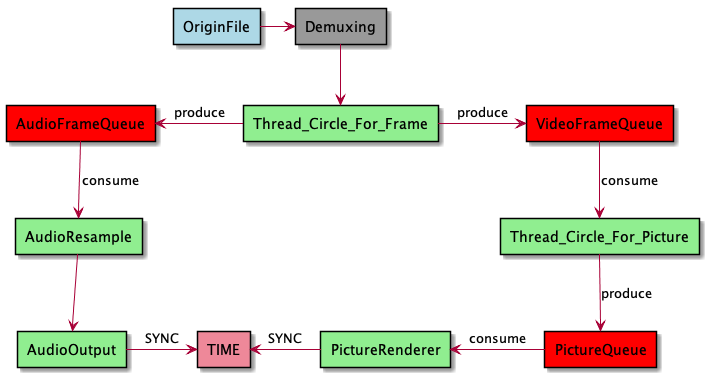 OriginFile
Demuxing
produce
produce
AudioFrameQueue
Thread_Circle_For_Frame
VideoFrameQueue
consume
consume
AudioResample
Thread_Circle_For_Picture
produce
SYNC
SYNC
consume
AudioOutput
TIME
PictureRenderer
PictureQueue